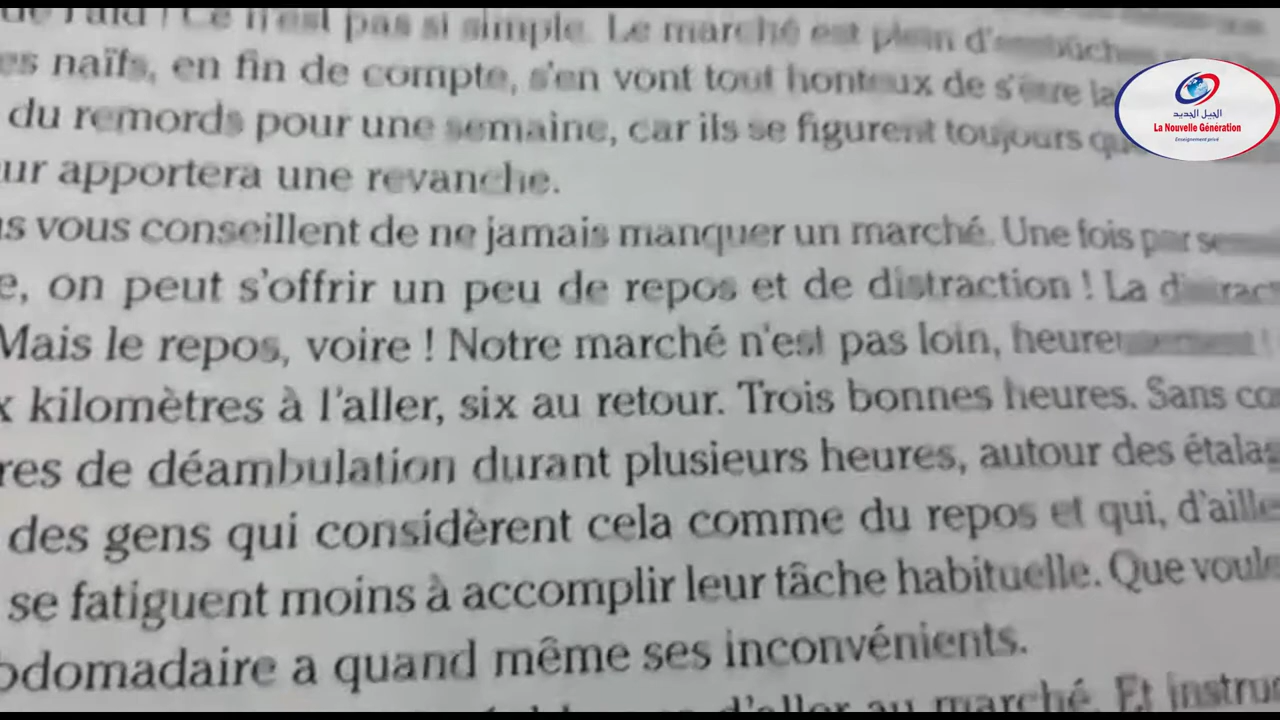 Ce n'est pas si simple. Le marché est plein
es naïfs, en fin de compte, s'en vont tout honteux de
du remords pour une semaine, car ils se figurent toujours
ur apportera une revanche.
us vous conseillent de ne jamais manquer un marché. Une fois par
e, on peut s'offrir un peu de repos et de distraction ! La
Mais le repos, voire ! Notre marché n'est pas loin,
x kilomètres à l'aller, six au retour. Trois bonnes heures. Sans
res de déambulation durant plusieurs heures, autour des
des gens qui considèrent cela comme du repos et qui,
se fatiguent moins à accomplir leur tâche habituelle. Que
bdomadaire a quand même ses inconvénients.
d'aller au marché. Et
الجيل الجديد
La Nouvelle Génération
Enseignement privé